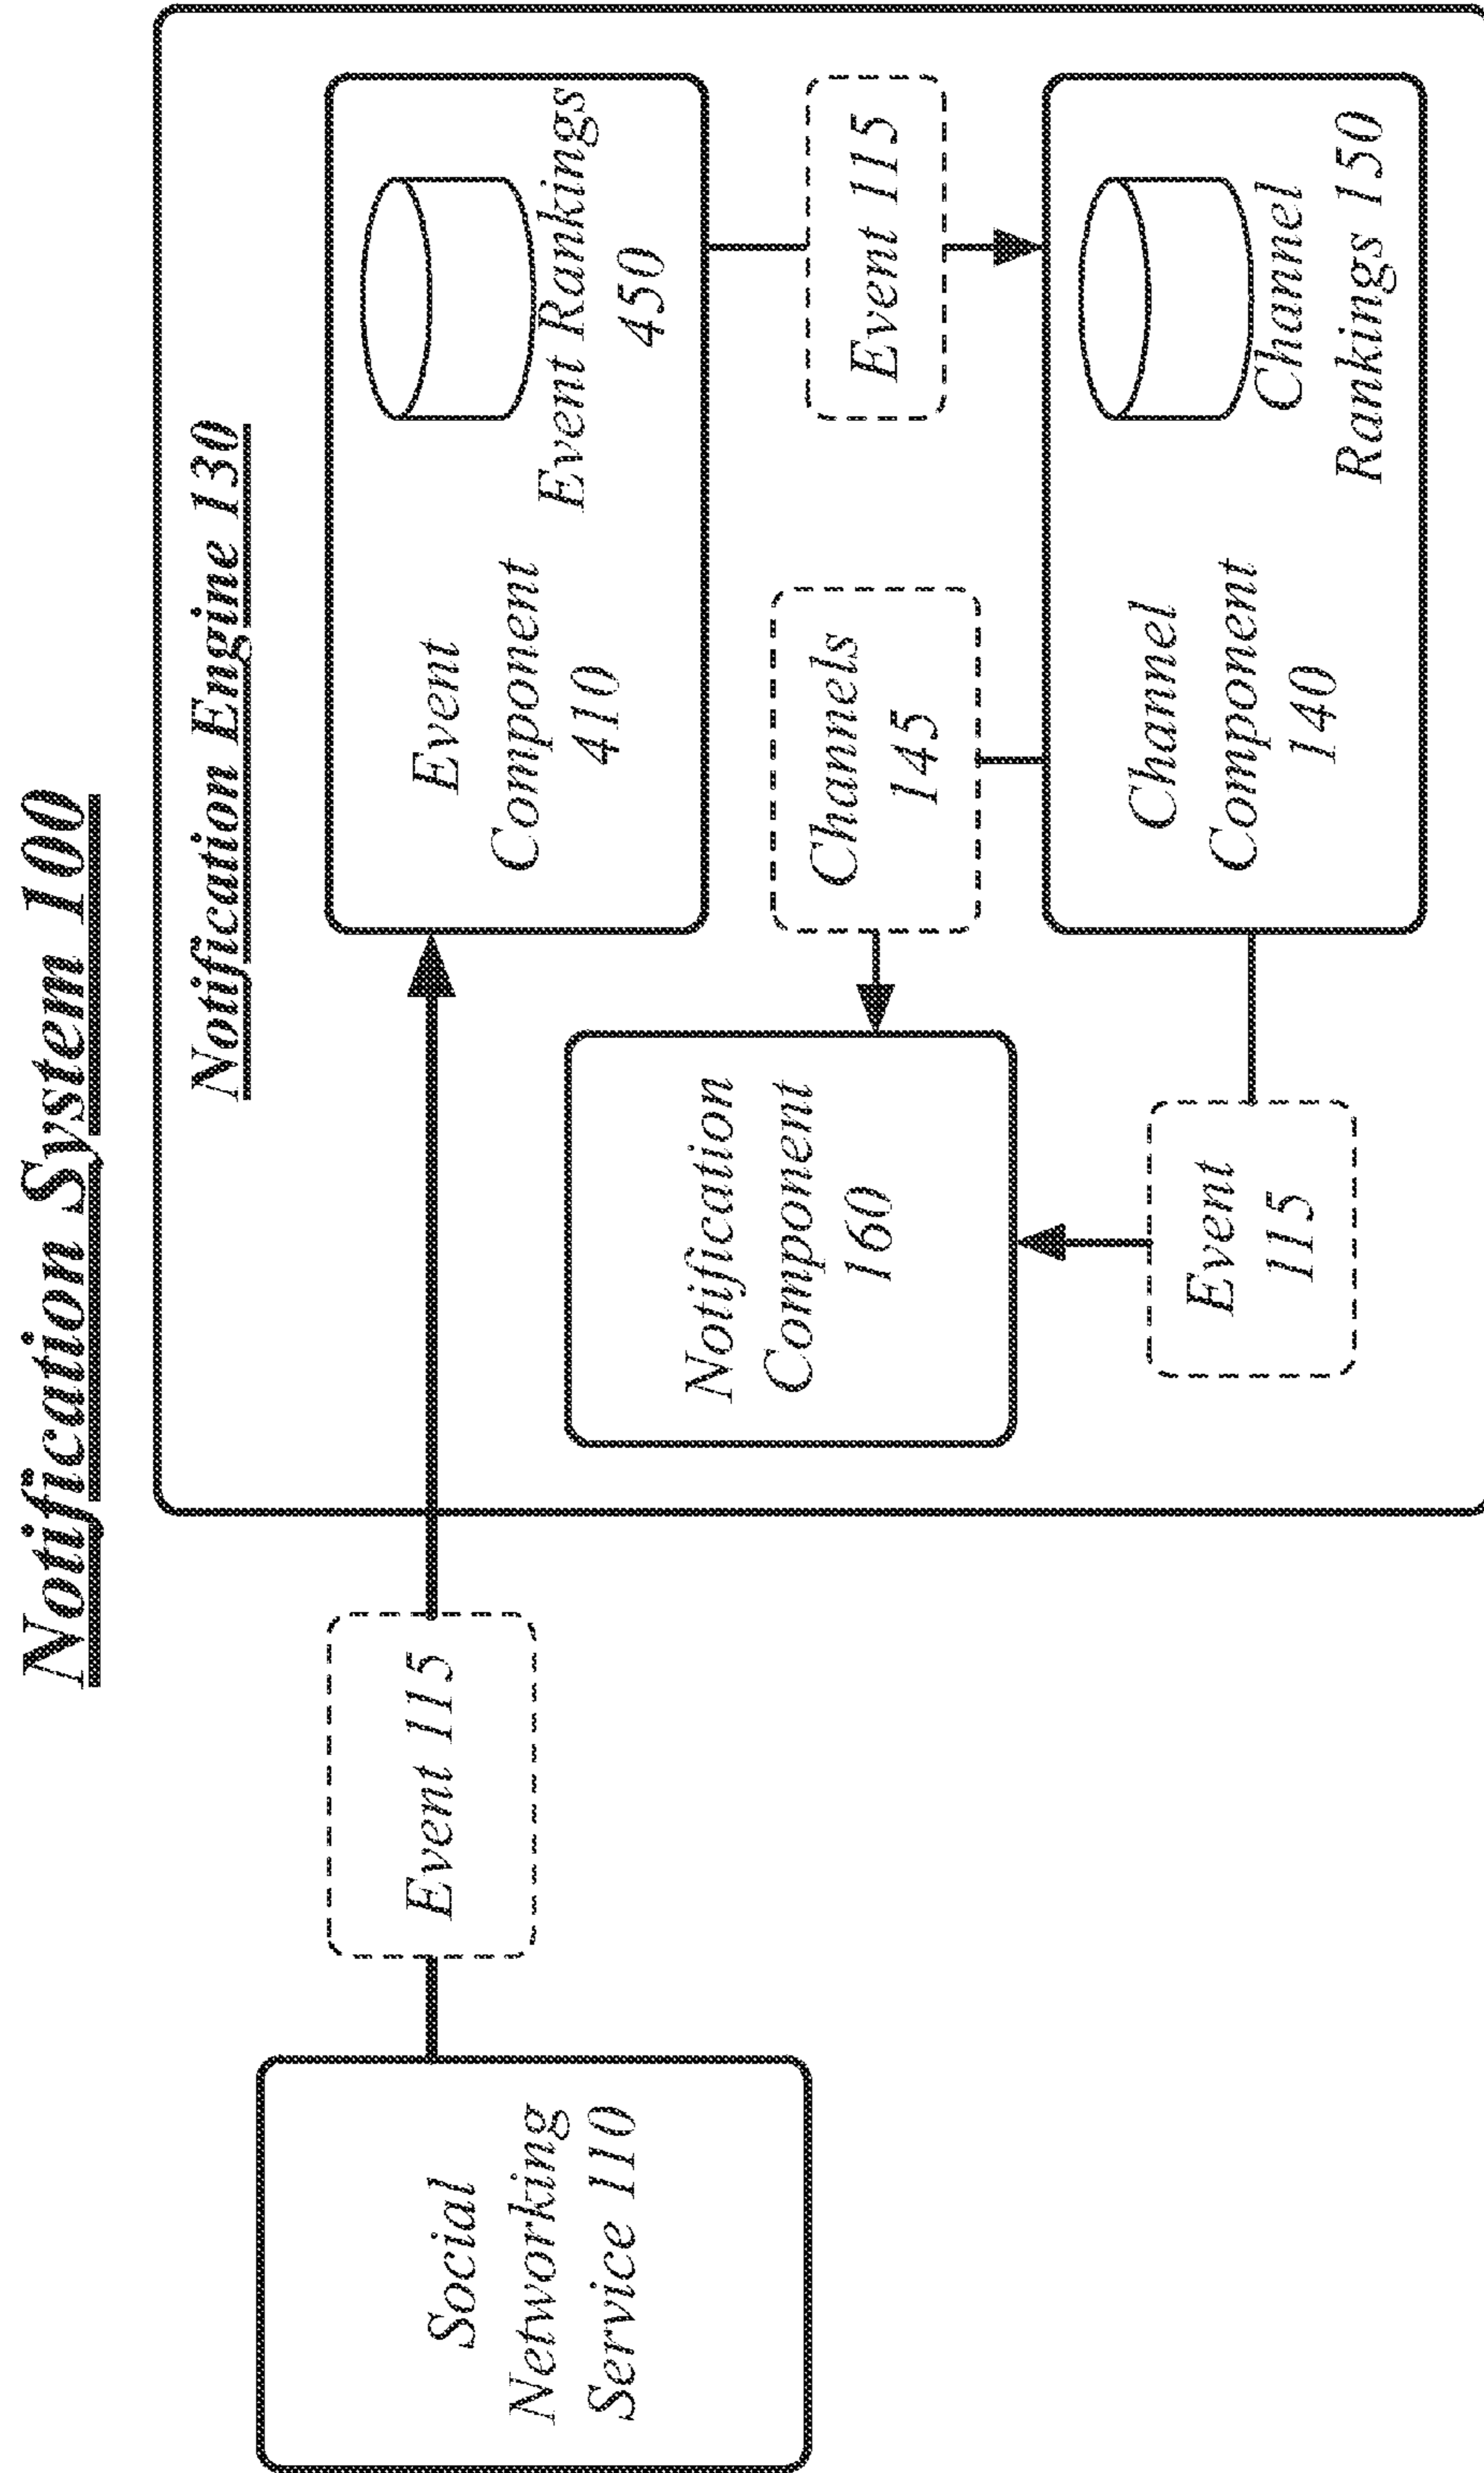 Notification System 100
Notification Engine 130
Social
Networking
Service 110
Event 115
Event
Component
410
Event Rankings
450
Notification
Component
160
Channels
145
Event 115
Event
115
Channel
Component
140
Channel
Rankings 150